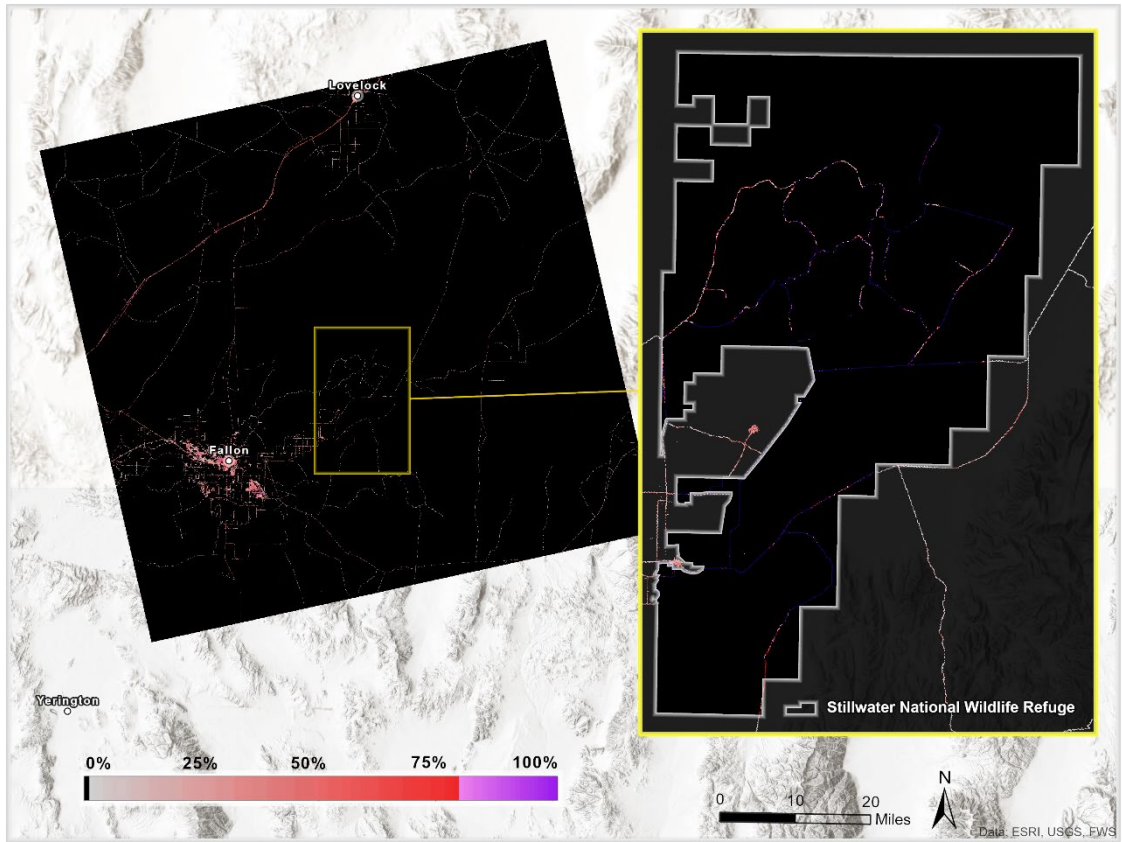 Lovelock
Fallon
Yerington
Stillwater National Wildlife Refuge
0% 25% 50% 75% 100%
N
0 10 20
Miles
Data: ESRI, USGS, FWS